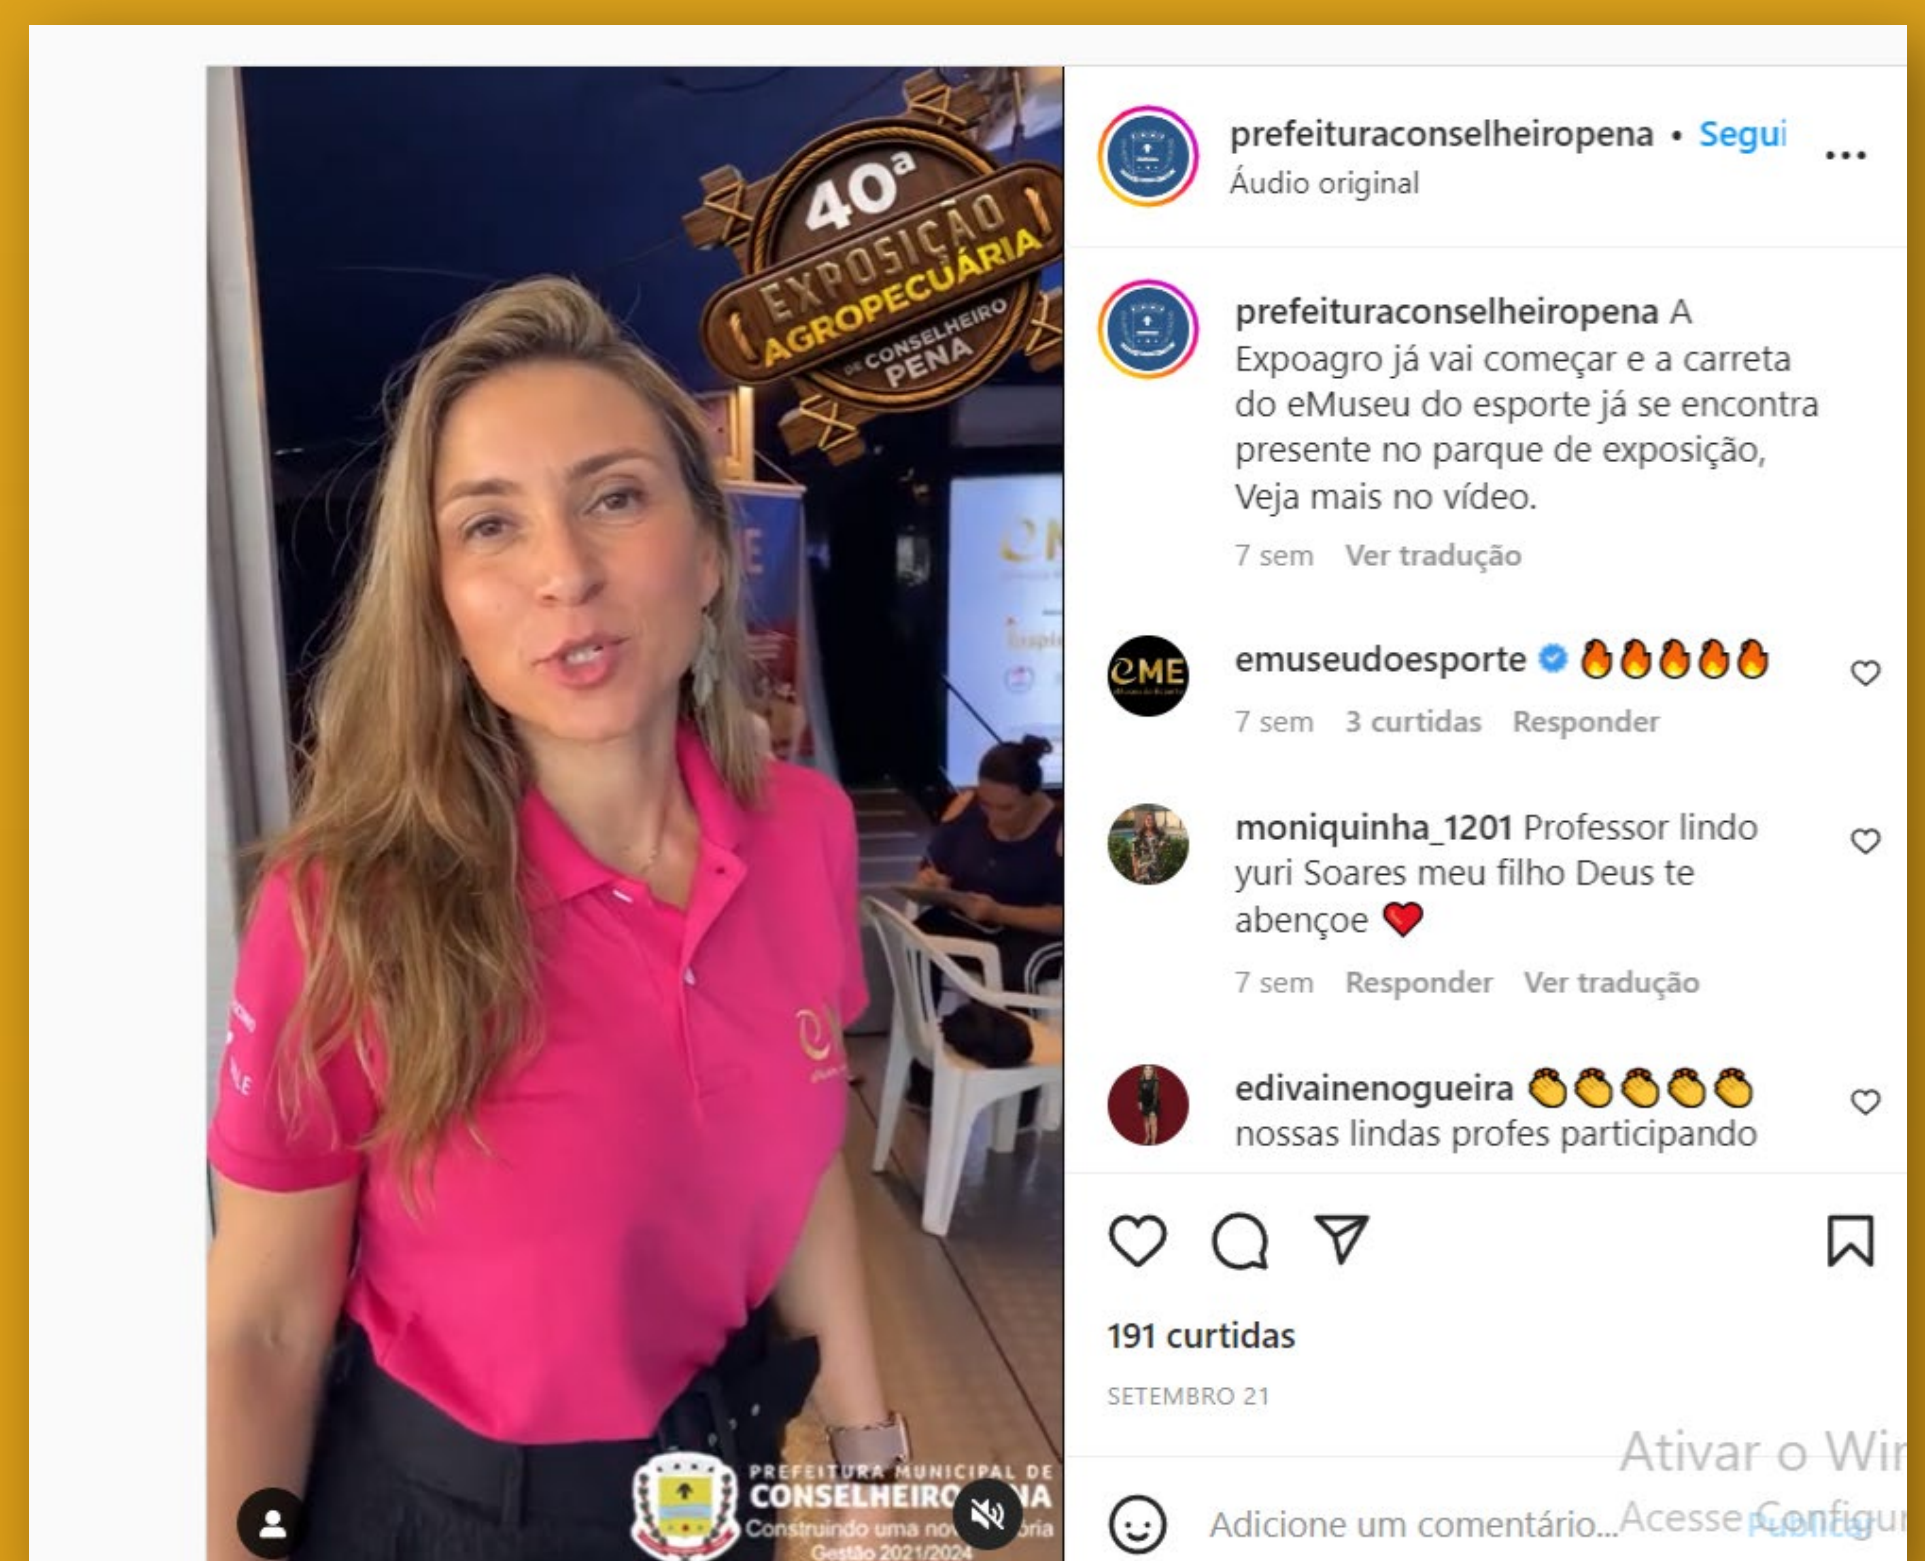 40ª
EXPOSIÇÃO
AGROPECUÁRIA
DE CONSELHEIRO
PENA
PREFEITURA MUNICIPAL DE
CONSELHEIRO
Construindo uma
Gestão 2021/2024
prefeituraconselheiropena • Segui
Áudio original
prefeituraconselheiropena A
Expoagro já vai começar e a carreta
do eMuseu do esporte já se encontra
presente no parque de exposição,
Veja mais no vídeo.
7 sem Ver tradução
eME
emuseudoesporte 🔥🔥🔥🔥🔥
7 sem 3 curtidas Responder
moniquinha_1201 Professor lindo
yuri Soares meu filho Deus te
abençoe ❤️
7 sem Responder Ver tradução
edivainenogueira 👏👏👏👏👏
nossas lindas profes participando
191 curtidas
SETEMBRO 21
Ativar o Wir
Adicione um comentário... Publicar
Acesse Configur